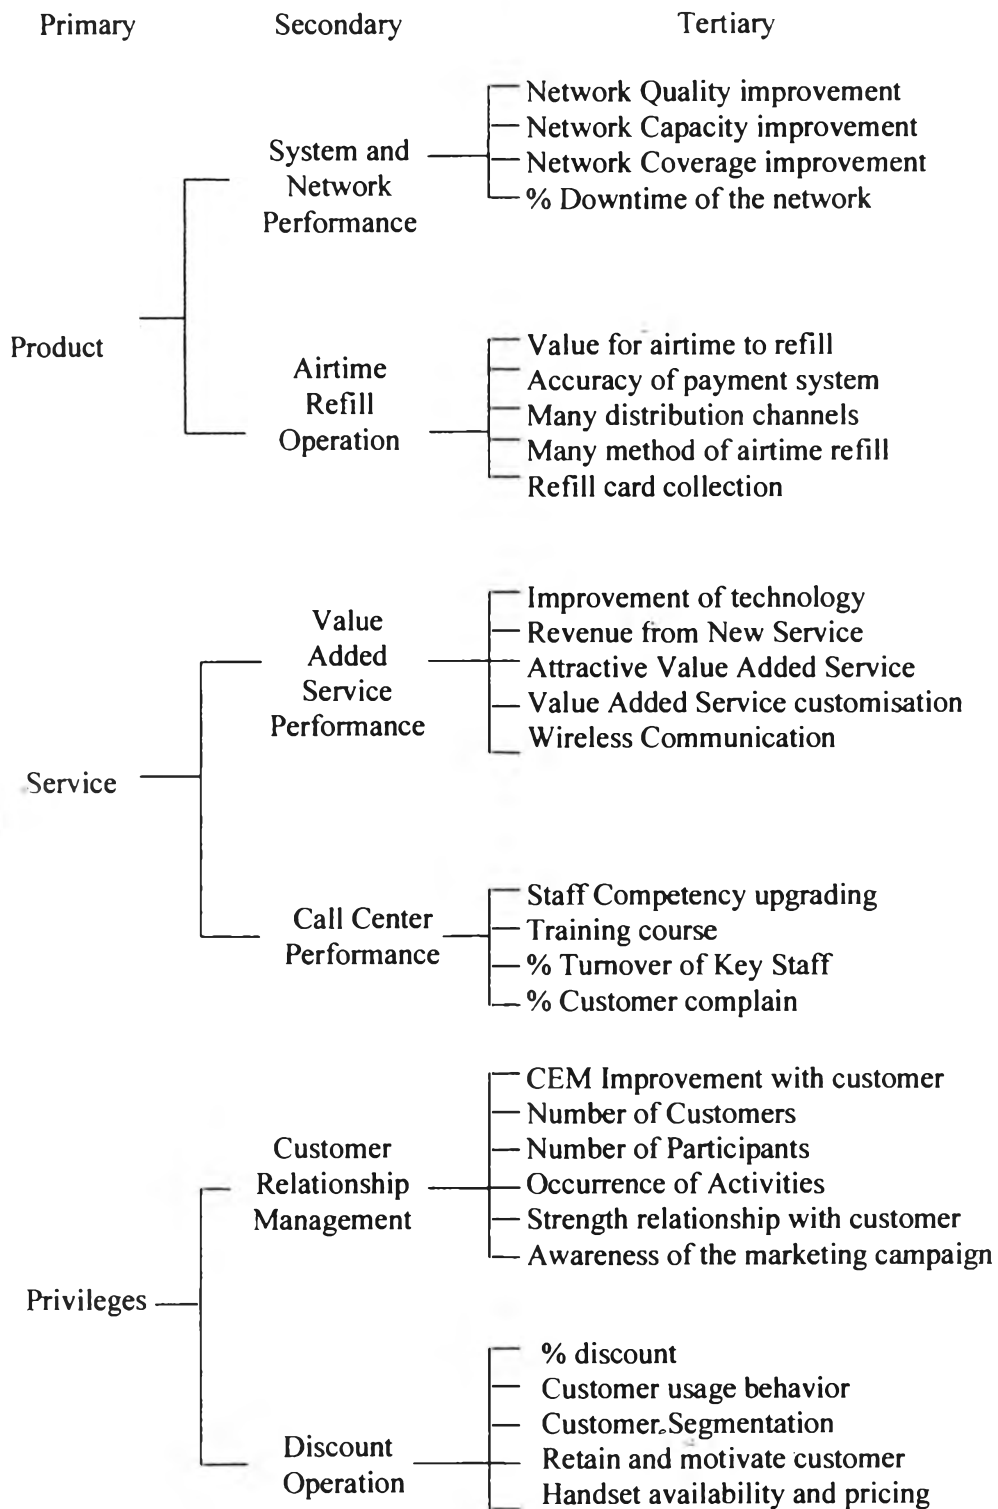 Primary Secondary Tertiary
Network Quality improvement
Network Capacity improvement
Network Coverage improvement
% Downtime of the network
System and
Network
Performance
Product
Value for airtime to refill
Accuracy of payment system
Many distribution channels
Many method of airtime refill
Refill card collection
Airtime
Refill
Operation
Improvement of technology
Revenue from New Service
Attractive Value Added Service
Value Added Service customisation
Wireless Communication
Value
Added
Service
Performance
Service
Staff Competency upgrading
Training course
% Turnover of Key Staff
% Customer complain
Call Center
Performance
CEM Improvement with customer
Number of Customers
Number of Participants
Occurrence of Activities
Strength relationship with customer
Awareness of the marketing campaign
Customer
Relationship
Management
Privileges
% discount
Customer usage behavior
Customer Segmentation
Retain and motivate customer
Handset availability and pricing
Discount
Operation